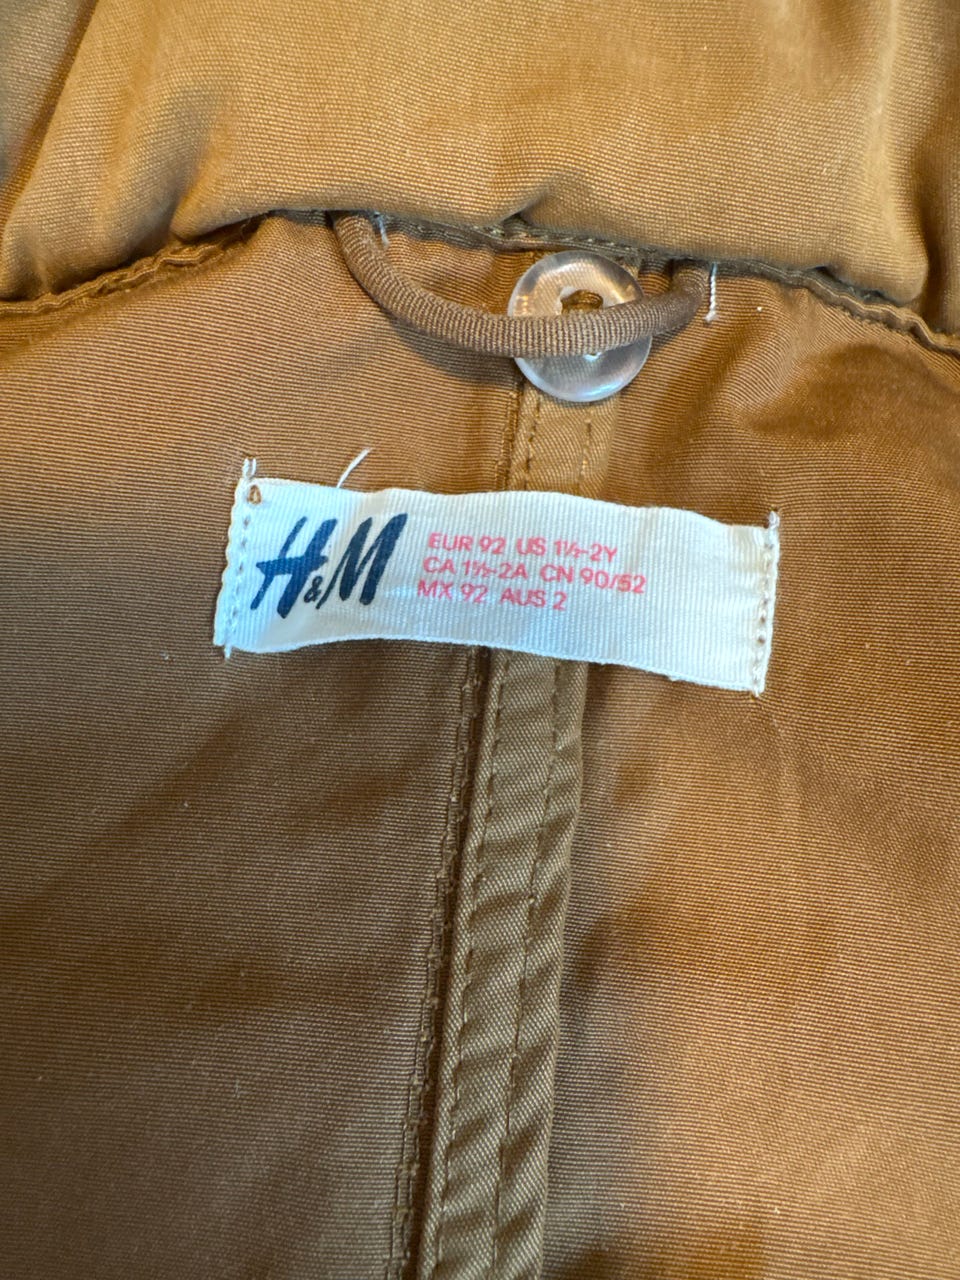 H&M
EUR 92 US 1½-2Y
CA 1½-2A CN 90/52
MX 92 AUS 2